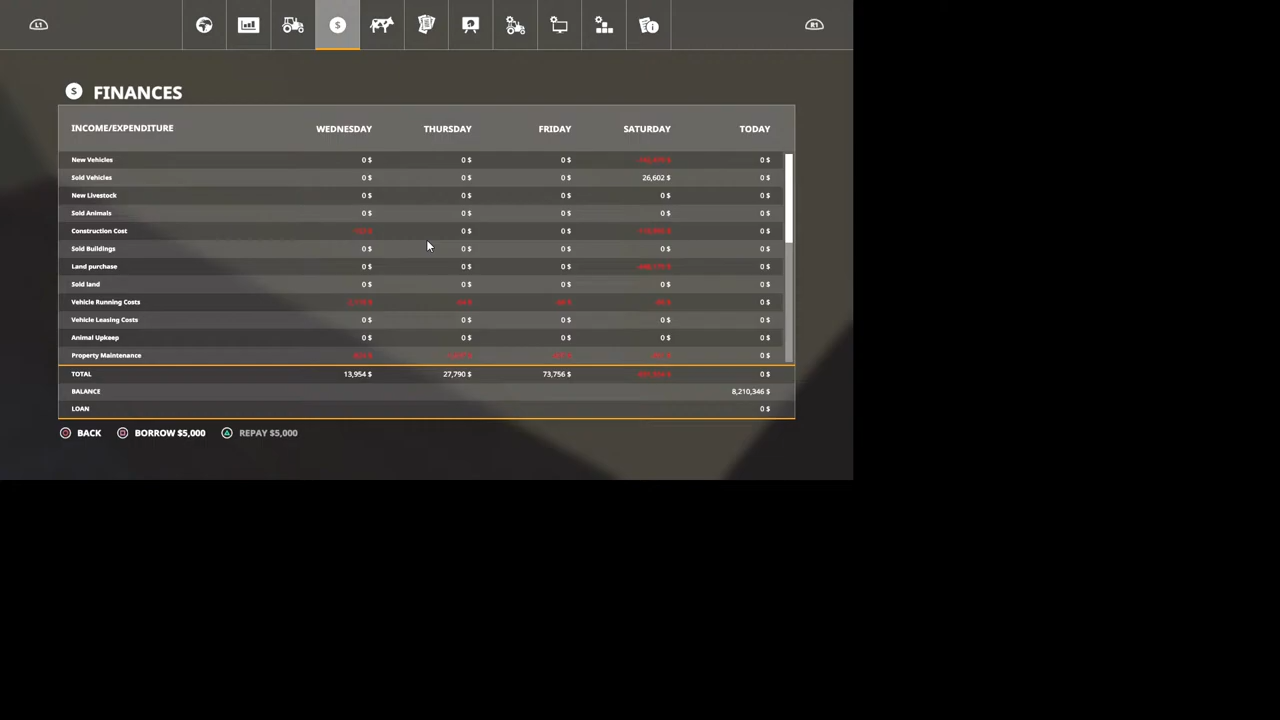 L1 R1
FINANCES
INCOME/EXPENDITURE WEDNESDAY THURSDAY FRIDAY SATURDAY TODAY
New Vehicles 0 $ 0 $ 0 $ 0 $
Sold Vehicles 0 $ 0 $ 0 $ 26,602 $ 0 $
New Livestock 0 $ 0 $ 0 $ 0 $ 0 $
Sold Animals 0 $ 0 $ 0 $ 0 $ 0 $
Construction Cost 0 $ 0 $ 0 $
Sold Buildings 0 $ 0 $ 0 $ 0 $ 0 $
Land purchase 0 $ 0 $ 0 $ 0 $
Sold land 0 $ 0 $ 0 $ 0 $ 0 $
Vehicle Running Costs 0 $
Vehicle Leasing Costs 0 $ 0 $ 0 $ 0 $ 0 $
Animal Upkeep 0 $ 0 $ 0 $ 0 $ 0 $
Property Maintenance 0 $
TOTAL 13,954 $ 27,790 $ 73,756 $ 0 $
BALANCE 8,210,346 $
LOAN 0 $
BACK BORROW $5,000 REPAY $5,000